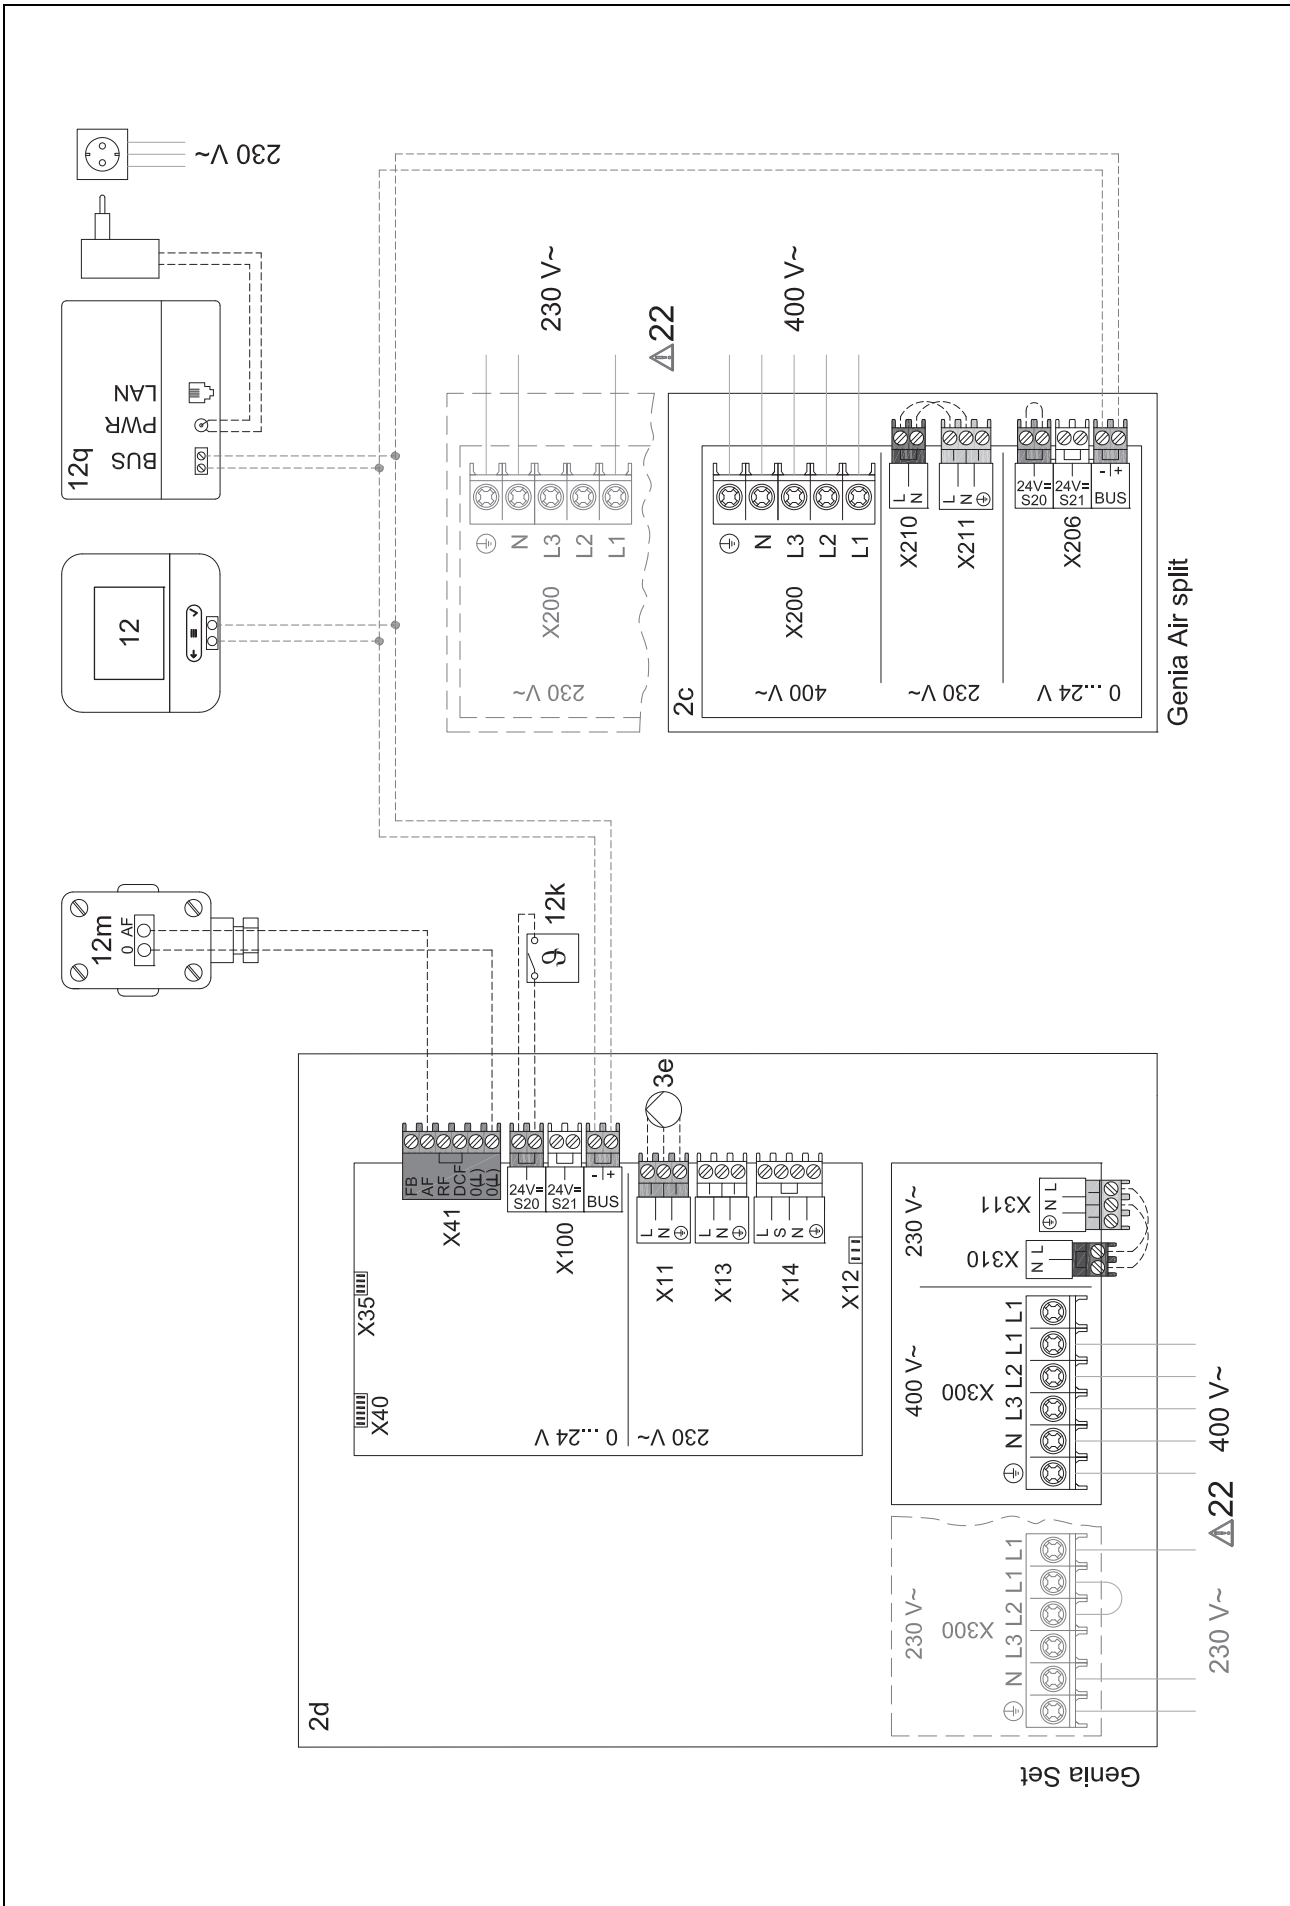 230 V~
LAN
PWR
BUS
12q
12
230 V~
⚠22
400 V~
⏚
N
L3
L2
L1
X200
230 V~
2c
⏚
N
L3
L2
L1
X200
400 V~
L
N
X210
L
N
⏚
X211
230 V~
24V=
S20
24V=
S21
BUS
-
+
X206
0...24 V
Genia Air split
12m
0 AF
12k
ϑ
3e
2d
FB
AF
RF
DCF
0(⊥)
0(⊥)
X41
24V=
S20
24V=
S21
BUS
-
+
X100
L
N
⏚
X11
L
N
⏚
X13
L
S
N
⏚
X14
X12
X35
X40
0...24 V
230 V~
230 V~
⏚ N L
X311
N L
X310
400 V~
X300
⏚ N L3 L2 L1 L1
400 V~
⚠22
230 V~
X300
⏚ N L3 L2 L1 L1
230 V~
Genia Set